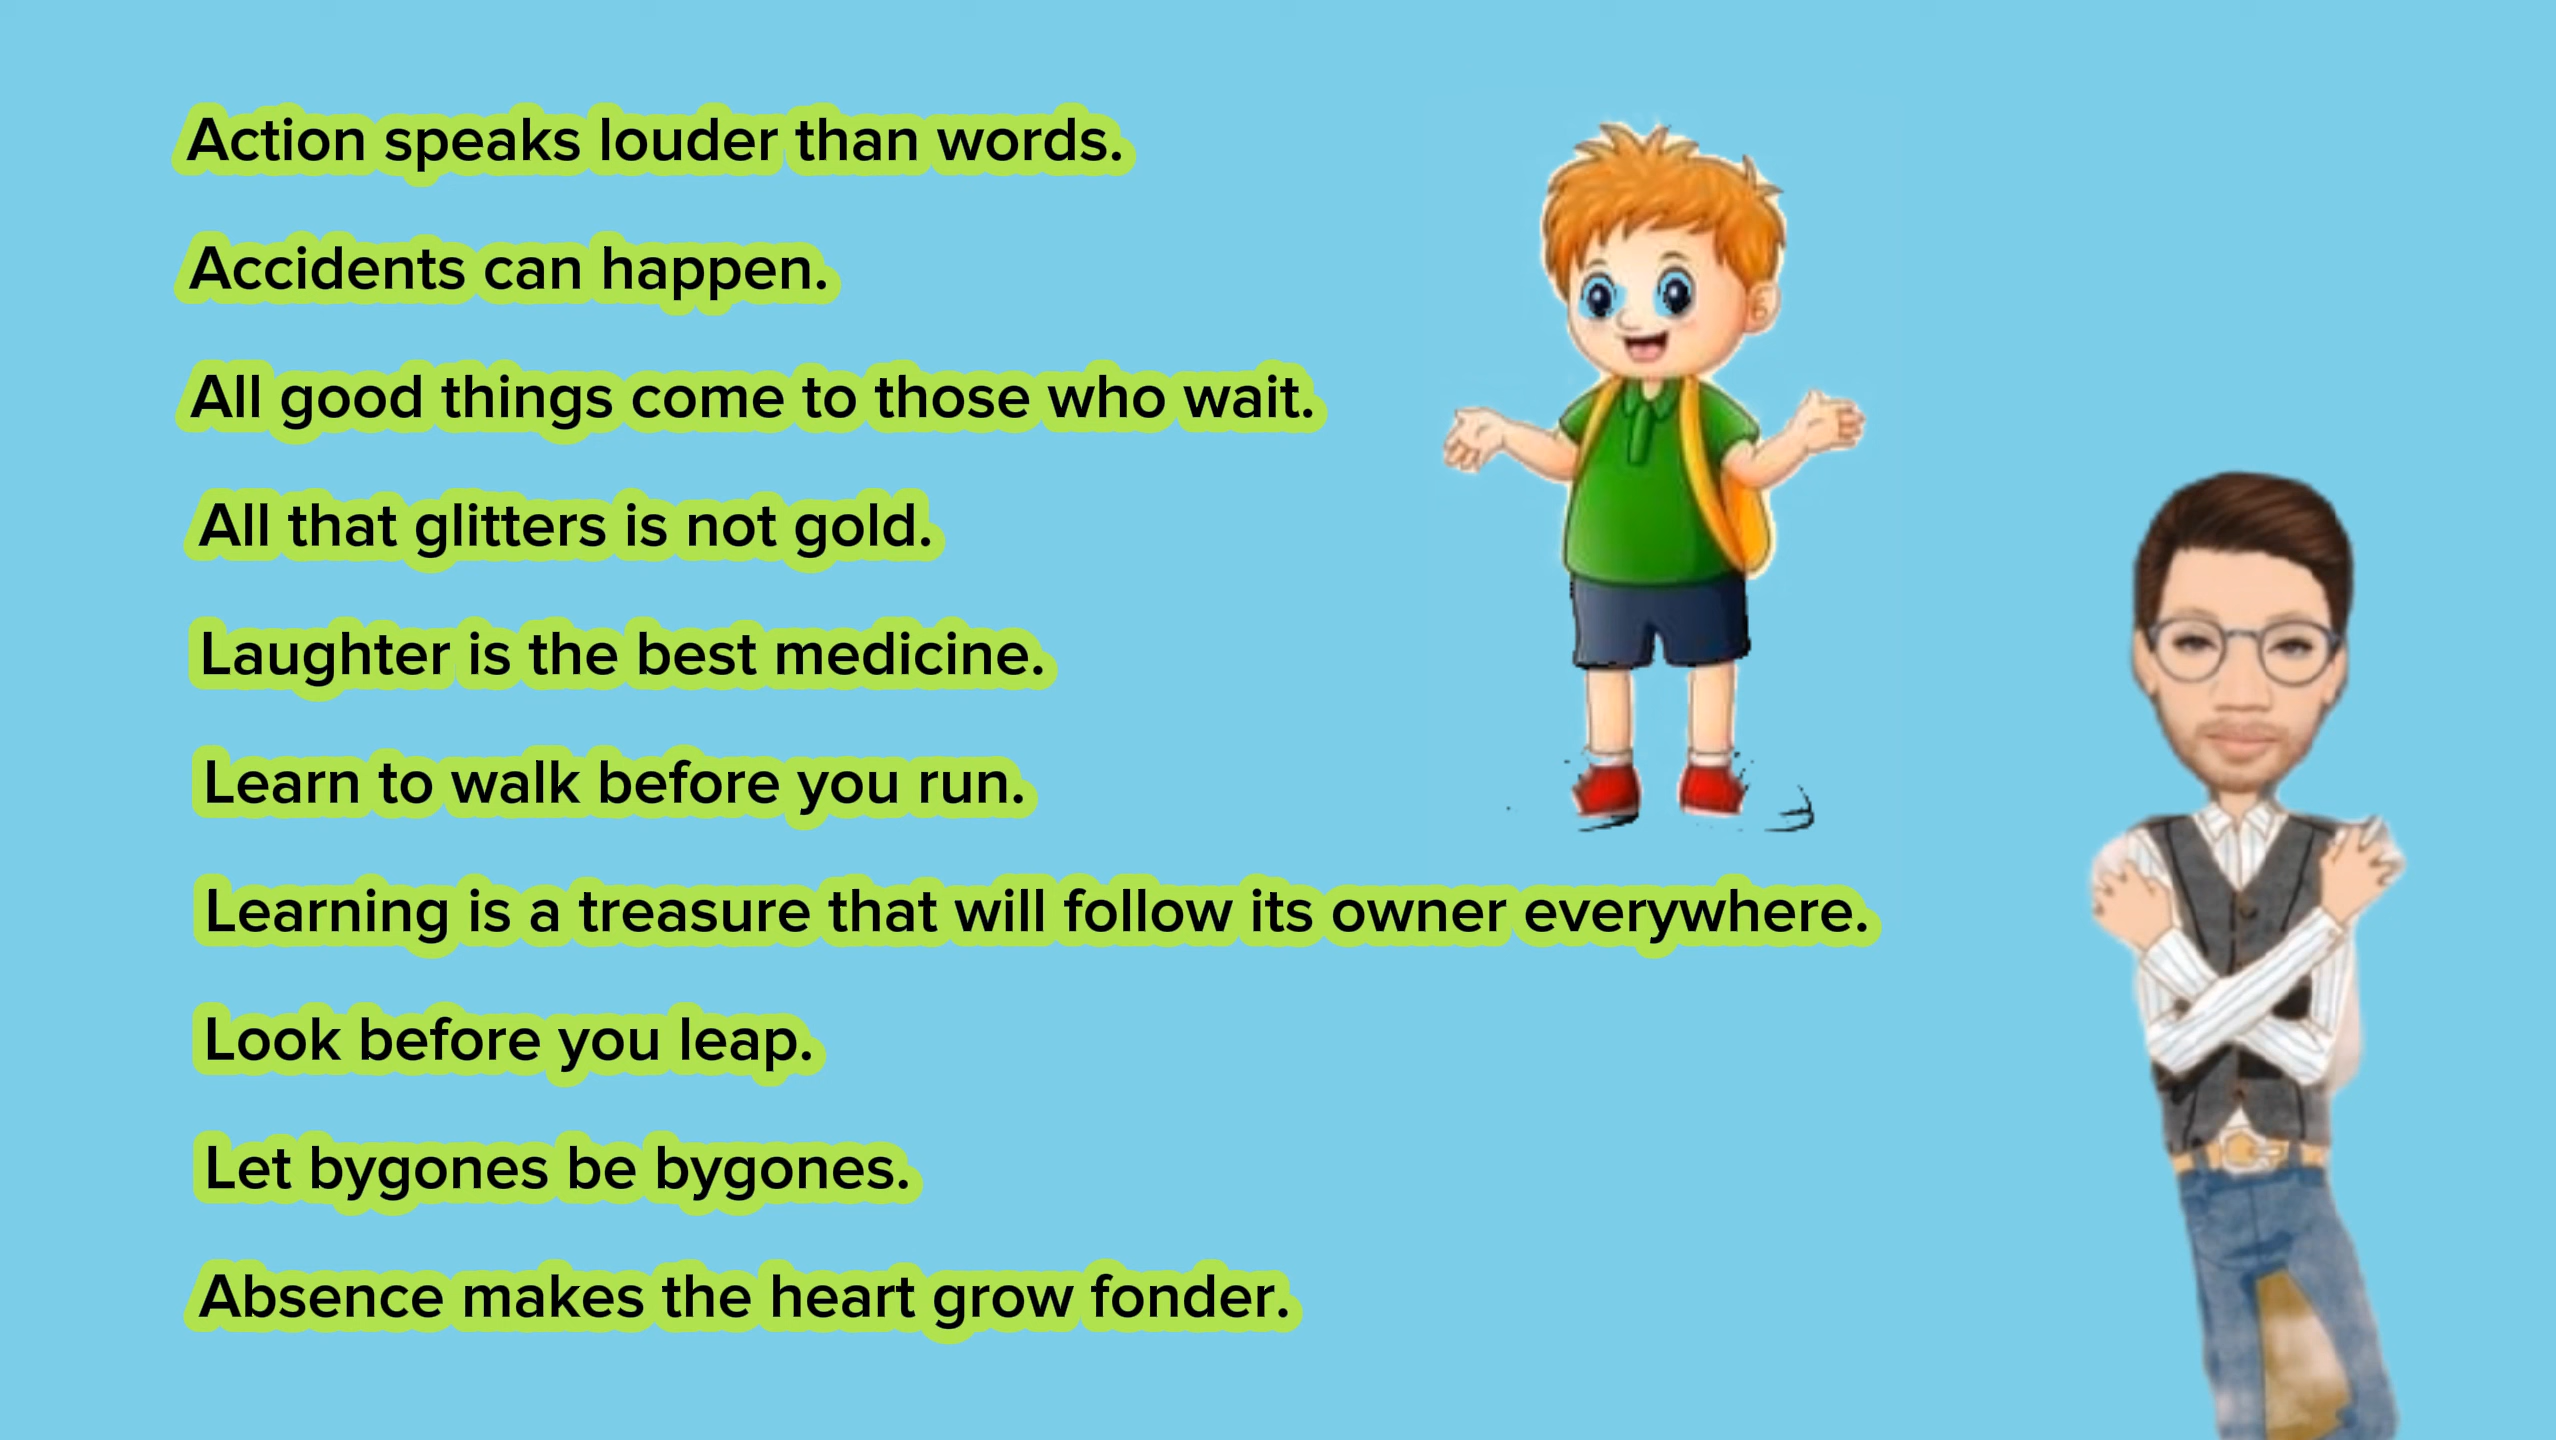 Action speaks louder than words.
Accidents can happen.
All good things come to those who wait.
All that glitters is not gold.
Laughter is the best medicine.
Learn to walk before you run.
Learning is a treasure that will follow its owner everywhere.
Look before you leap.
Let bygones be bygones.
Absence makes the heart grow fonder.